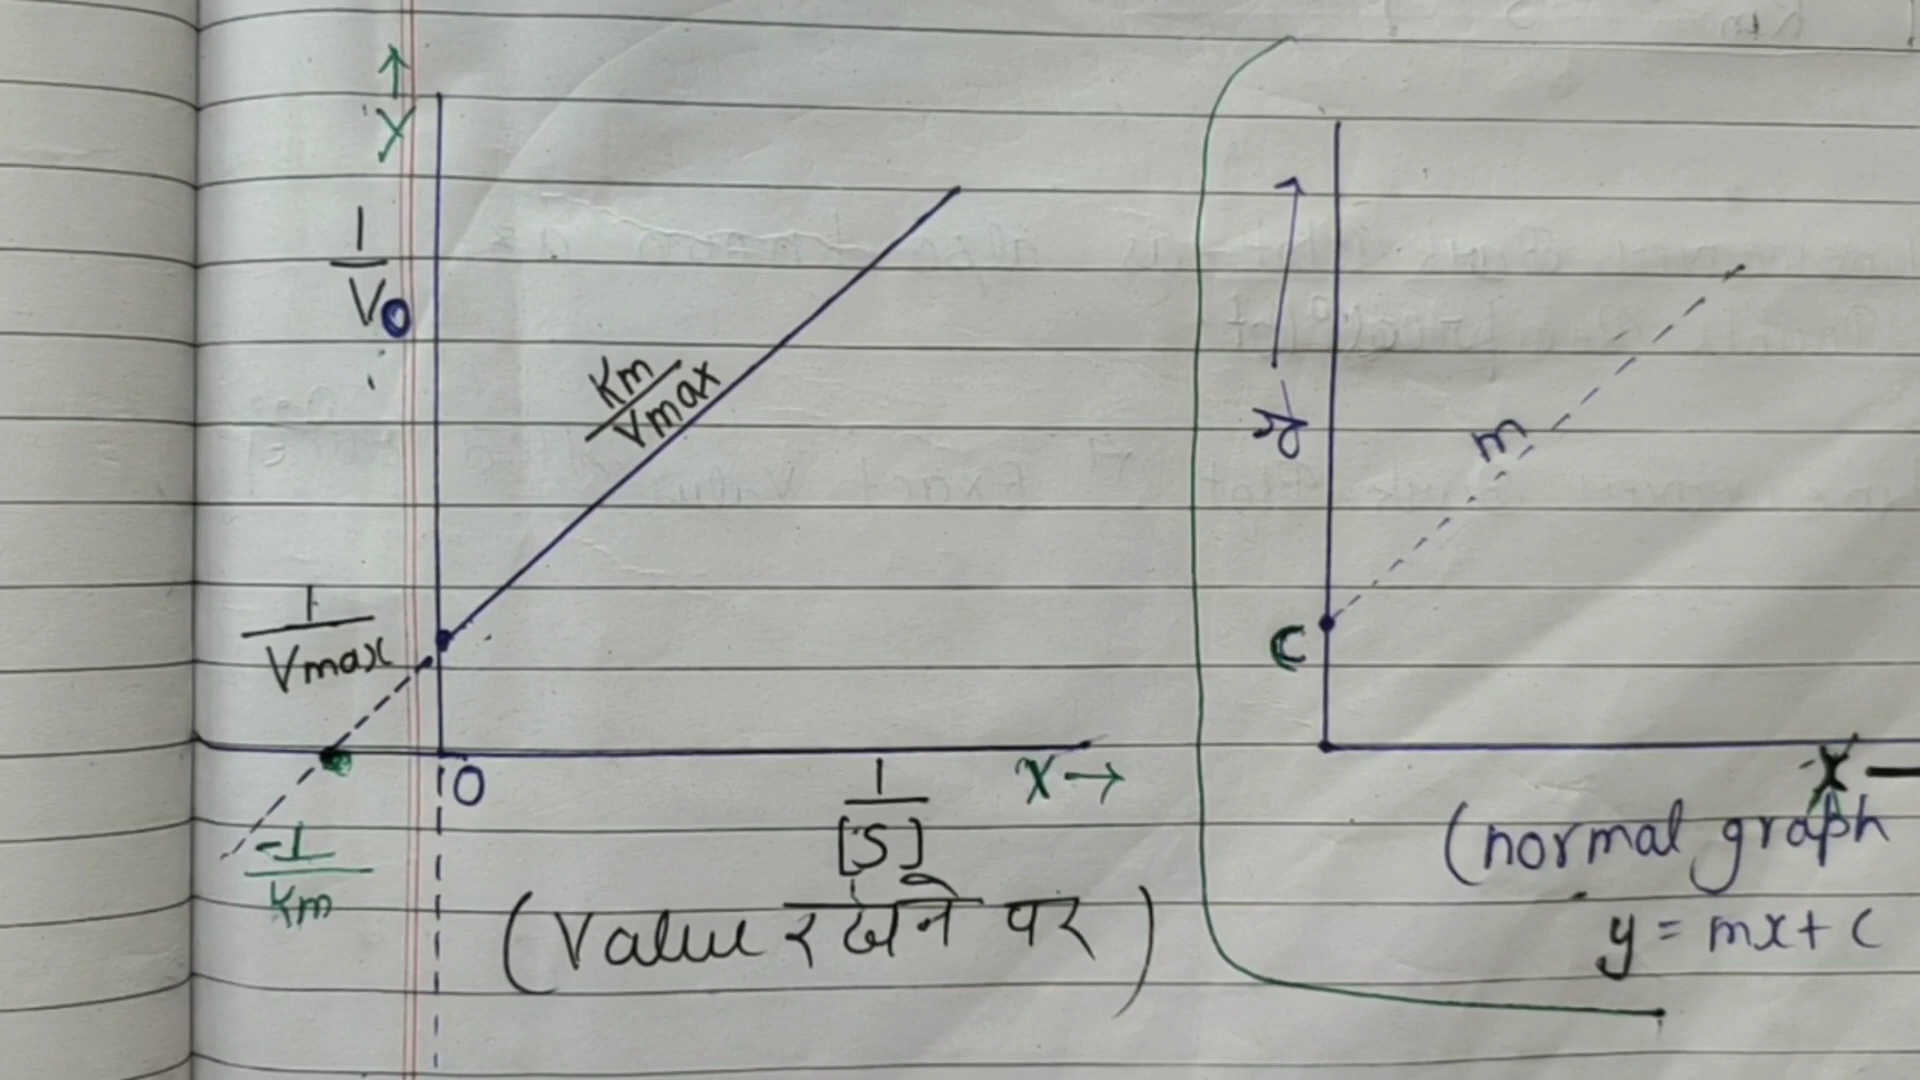 ↑
y
1
V0
Km
Vmax
1
Vmax
0
X→
1
[S]
-1
Km
(Value रखने पर)
m
C
X
(normal graph
y = mx + c